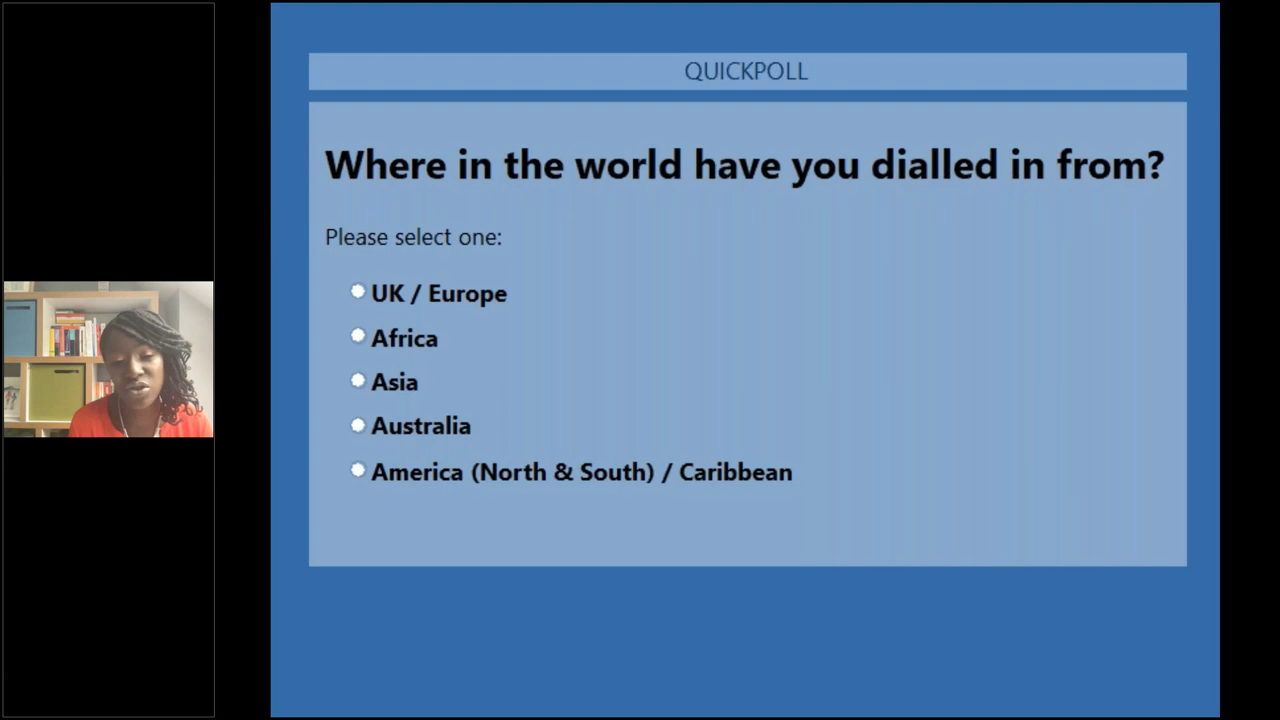 QUICKPOLL
Where in the world have you dialled in from?
Please select one:
UK / Europe
Africa
Asia
Australia
America (North & South) / Caribbean